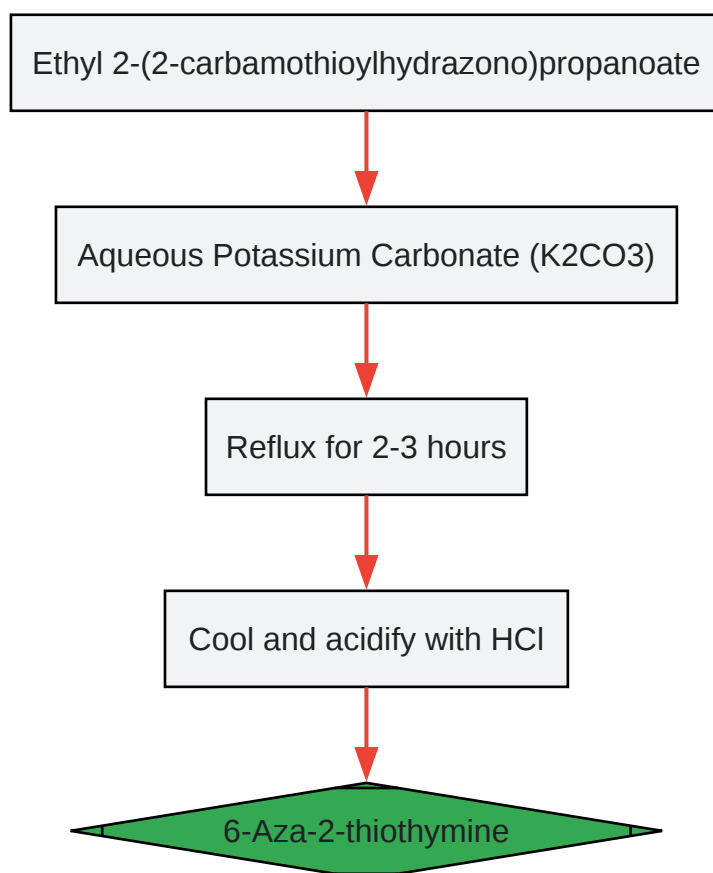 Ethyl 2-(2-carbamothioylhydrazono)propanoate
Aqueous Potassium Carbonate (K2CO3)
Reflux for 2-3 hours
Cool and acidify with HCl
6-Aza-2-thiothymine